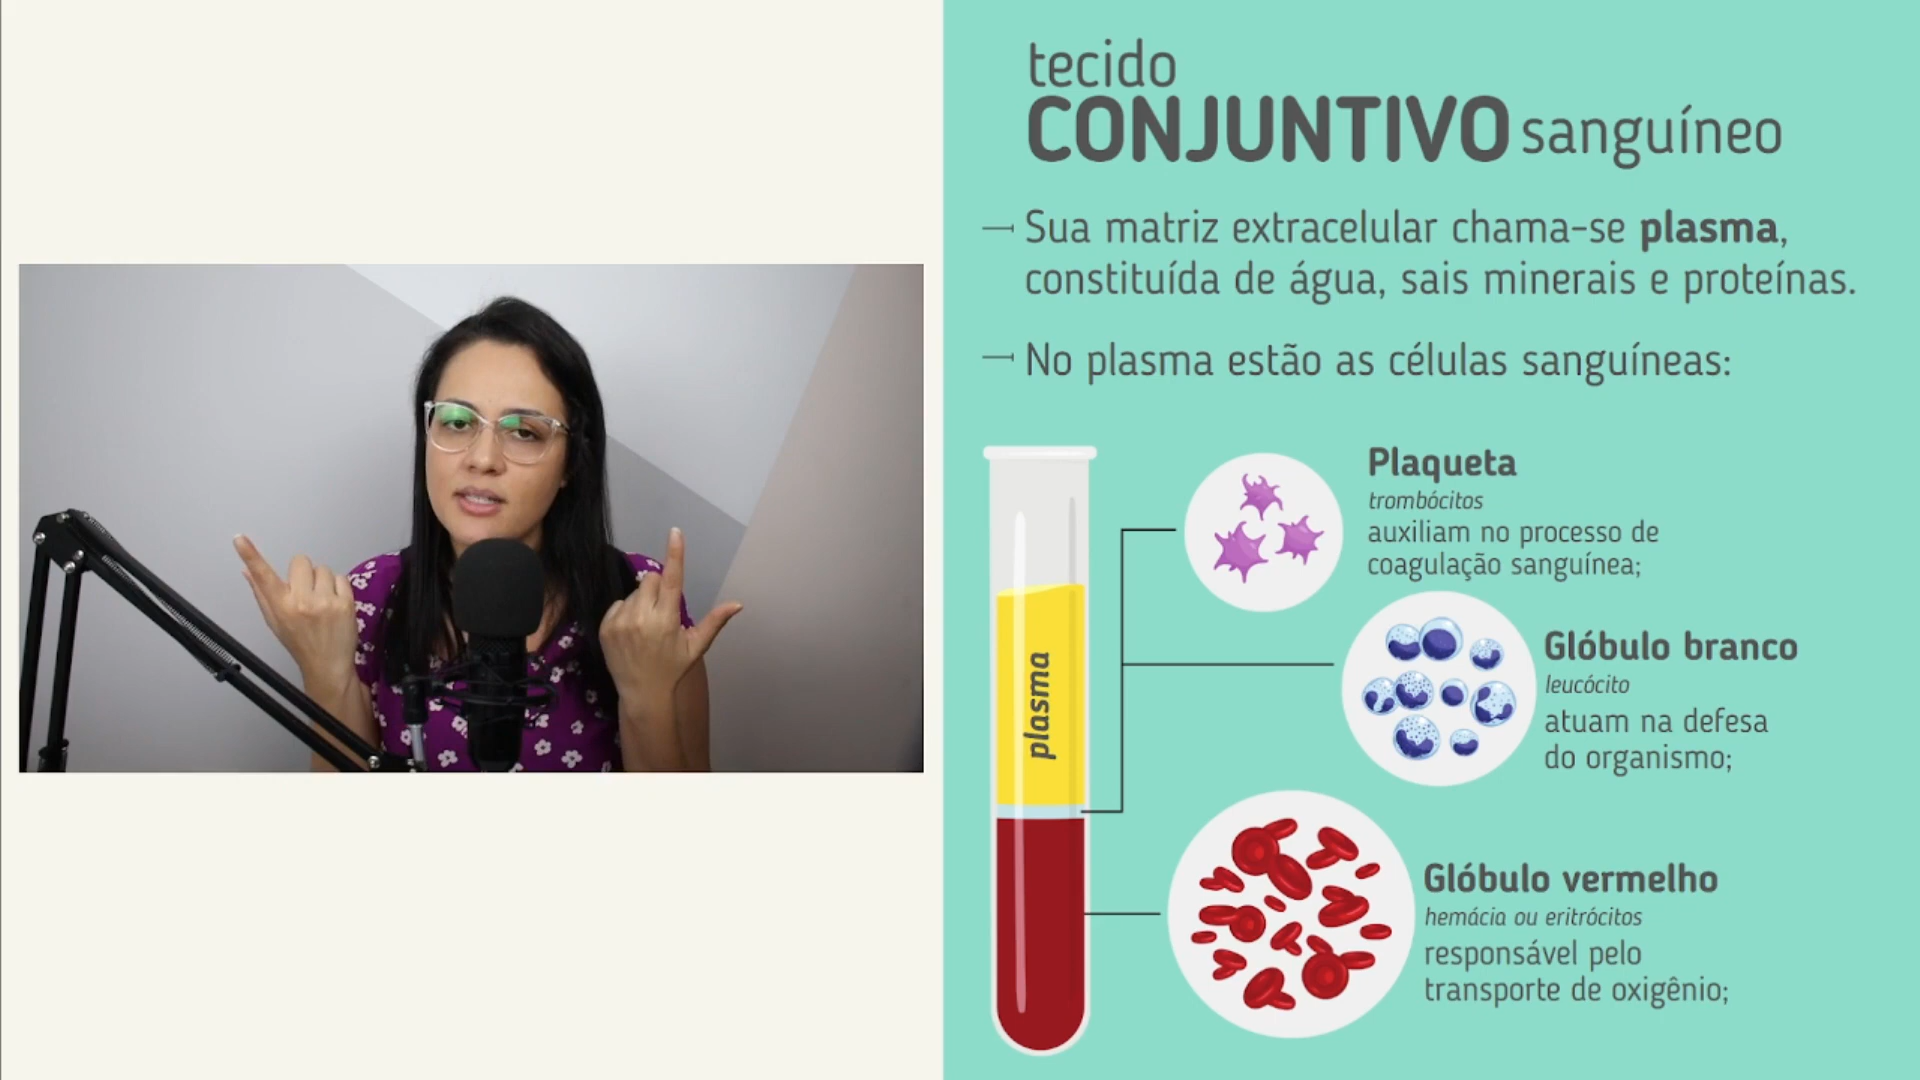 tecido
CONJUNTIVO sanguíneo
Sua matriz extracelular chama-se plasma,
constituída de água, sais minerais e proteínas.
No plasma estão as células sanguíneas:
Plaqueta
trombócitos
auxiliam no processo de
coagulação sanguínea;
plasma
Glóbulo branco
leucócito
atuam na defesa
do organismo;
Glóbulo vermelho
hemácia ou eritrócitos
responsável pelo
transporte de oxigênio;